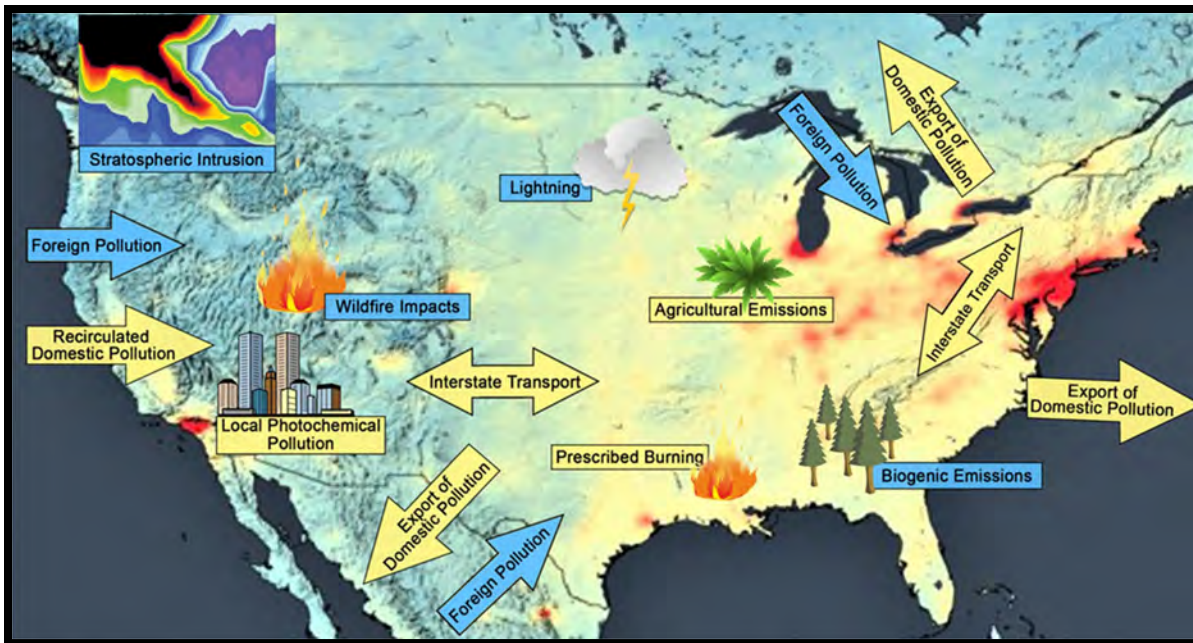 Stratospheric Intrusion
Export of
Domestic Pollution
Foreign Pollution
Lightning
Foreign Pollution
Interstate Transport
Wildfire Impacts
Agricultural Emissions
Recirculated
Domestic Pollution
Interstate Transport
Export of
Domestic Pollution
Local Photochemical
Pollution
Prescribed Burning
Biogenic Emissions
Export of
Domestic Pollution
Foreign Pollution